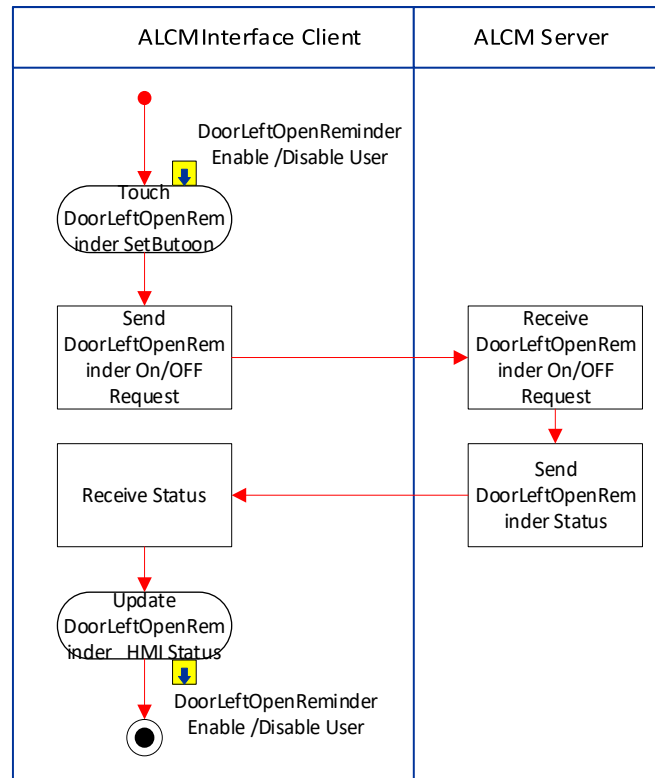 ALCMInterface Client
ALCM Server
DoorLeftOpenReminder
Enable /Disable User
Touch
DoorLeftOpenRem
inder SetButoon
Send
DoorLeftOpenRem
inder On/OFF
Request
Receive
DoorLeftOpenRem
inder On/OFF
Request
Receive Status
Send
DoorLeftOpenRem
inder Status
Update
DoorLeftOpenRem
inder HMI Status
DoorLeftOpenReminder
Enable /Disable User